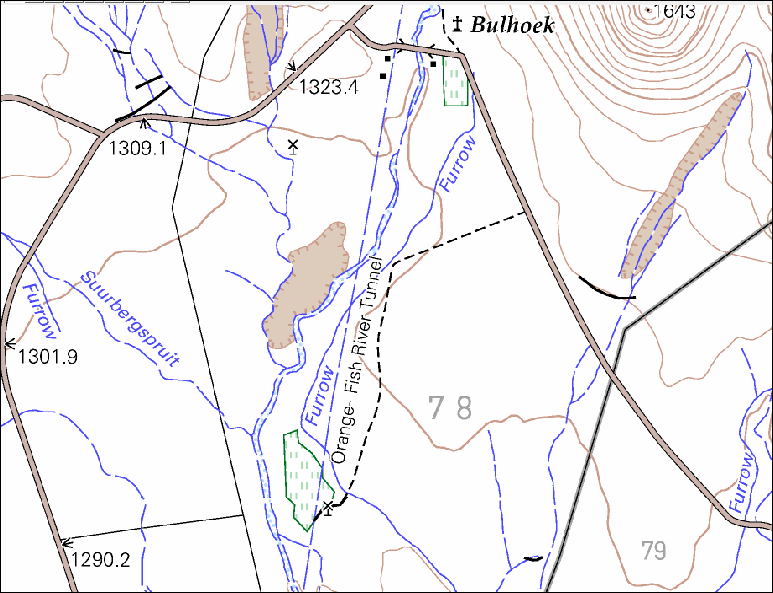 1643
Bulhoek
1323.4
1309.1
Furrow
Suurbergspruit
Furrow
Orange-Fish River Tunnel
1301.9
Furrow
7 8
Furrow
1290.2
79